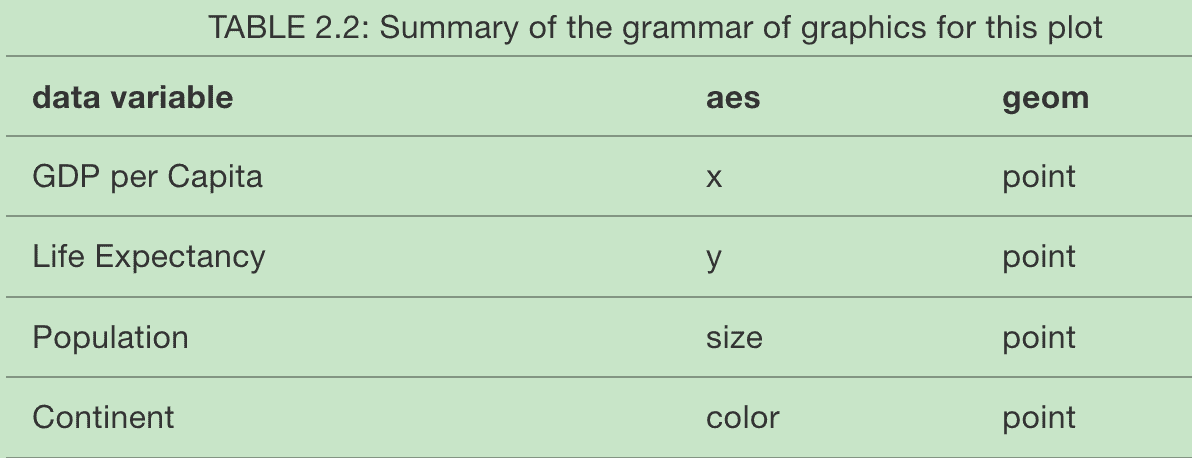 TABLE 2.2: Summary of the grammar of graphics for this plot
data variable aes geom
GDP per Capita x point
Life Expectancy y point
Population size point
Continent color point